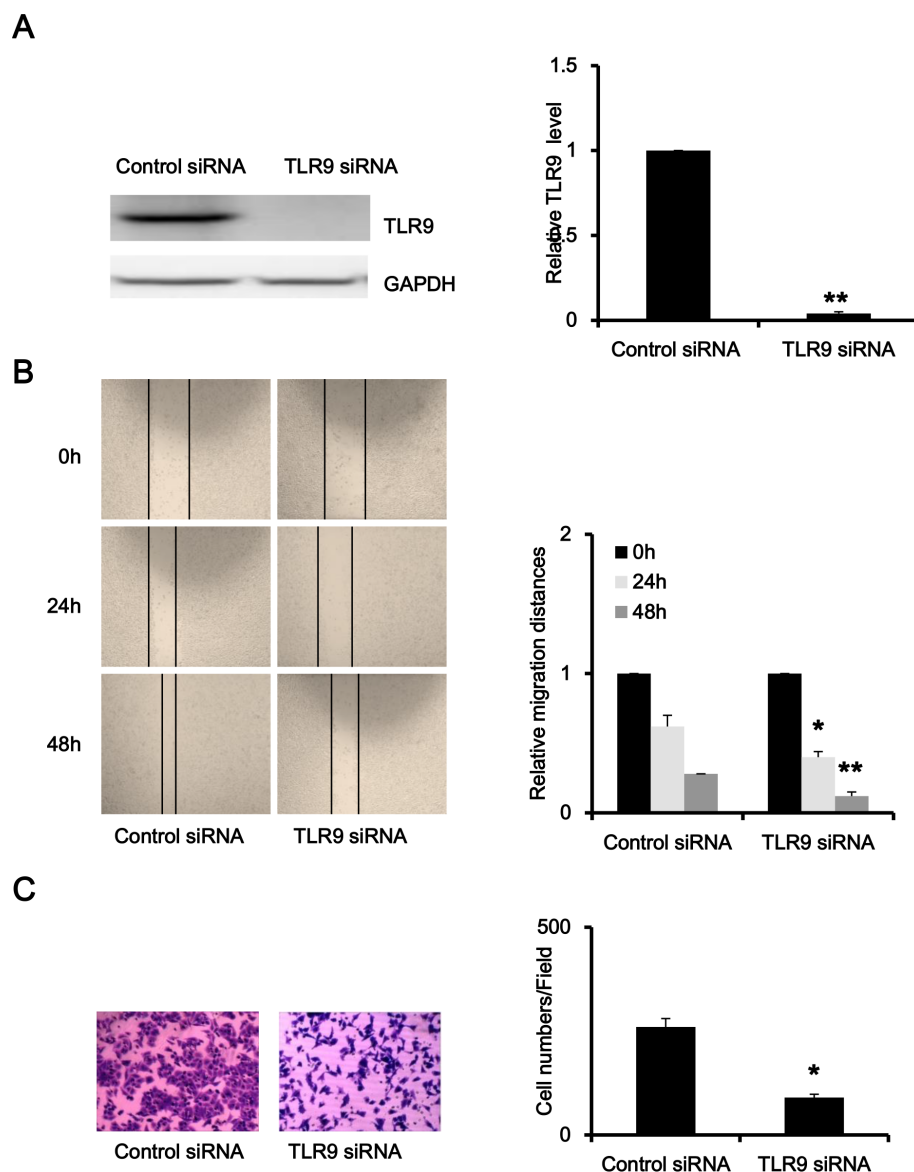 A
Control siRNA TLR9 siRNA
TLR9
GAPDH
Relative TLR9 level
1.5
1
0.5
0
**
Control siRNA TLR9 siRNA
B
0h
24h
48h
Control siRNA TLR9 siRNA
Relative migration distances
2
1
0
0h
24h
48h
*
**
Control siRNA TLR9 siRNA
C
Control siRNA TLR9 siRNA
Cell numbers/Field
500
0
*
Control siRNA TLR9 siRNA